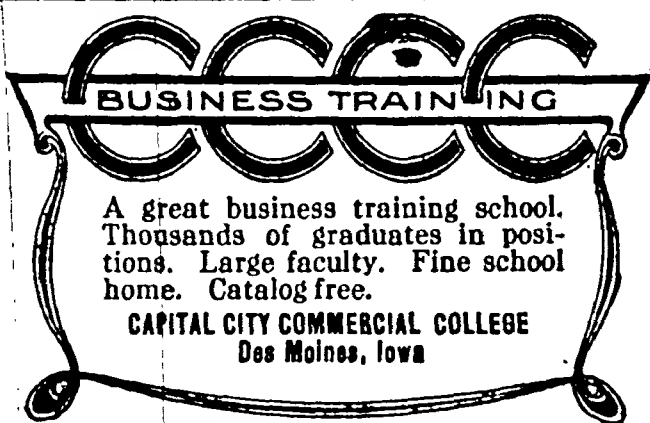 CCCC
BUSINESS TRAINING
A great business training school.
Thousands of graduates in posi-
tions. Large faculty. Fine school
home. Catalog free.
CAPITAL CITY COMMERCIAL COLLEGE
Des Moines, Iowa